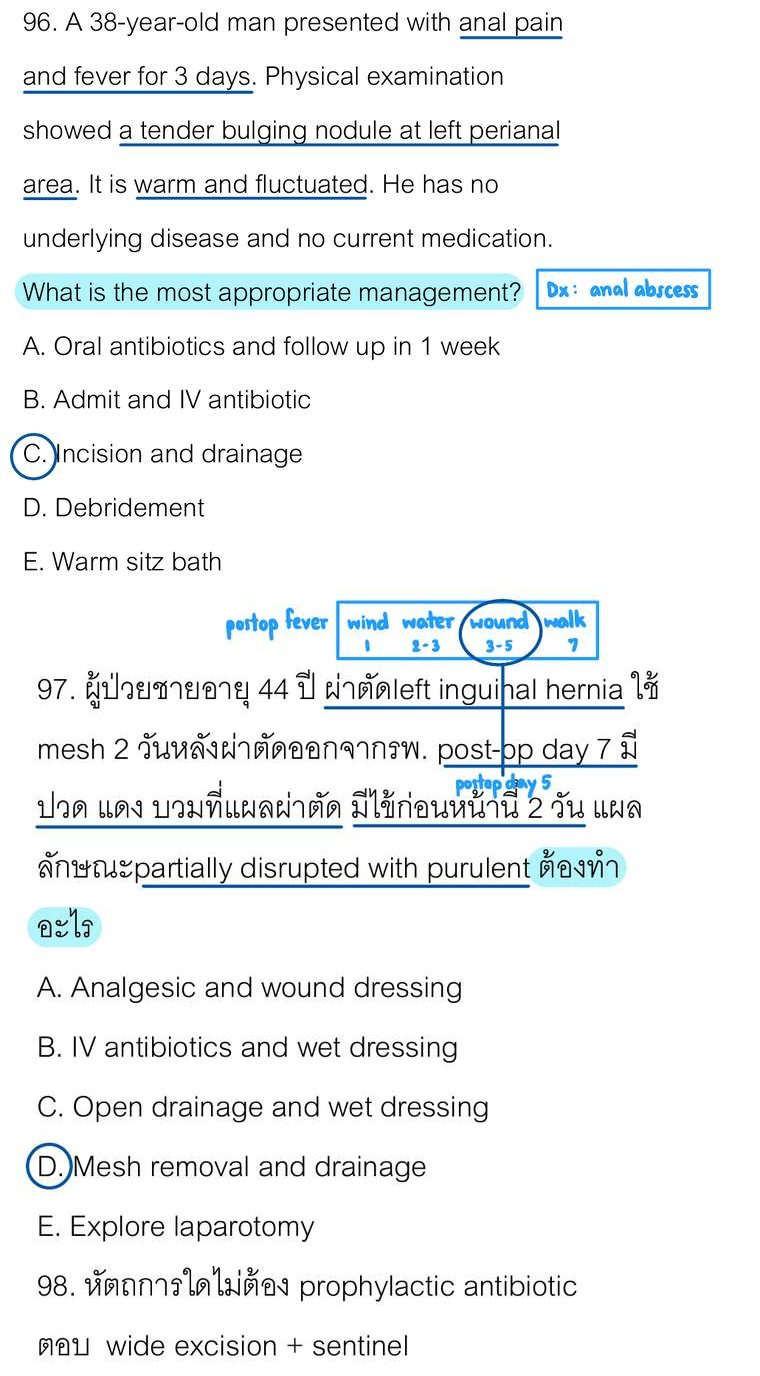 96. A 38-year-old man presented with anal pain
and fever for 3 days. Physical examination
showed a tender bulging nodule at left perianal
area. It is warm and fluctuated. He has no
underlying disease and no current medication.
What is the most appropriate management? Dx: anal abscess
A. Oral antibiotics and follow up in 1 week
B. Admit and IV antibiotic
C. Incision and drainage
D. Debridement
E. Warm sitz bath
postop fever wind water wound walk
1 2-3 3-5 7
97. ผู้ป่วยชายอายุ 44 ปี ผ่าตัดleft inguinal hernia ใช้
mesh 2 วันหลังผ่าตัดออกจากรพ. post-op day 7 มี
postop day 5
ปวด แดง บวมที่แผลผ่าตัด มีไข้ก่อนหน้านี้ 2 วัน แผล
ลักษณะpartially disrupted with purulent ต้องทำ
อะไร
A. Analgesic and wound dressing
B. IV antibiotics and wet dressing
C. Open drainage and wet dressing
D. Mesh removal and drainage
E. Explore laparotomy
98. หัตถการใดไม่ต้อง prophylactic antibiotic
ตอบ wide excision + sentinel